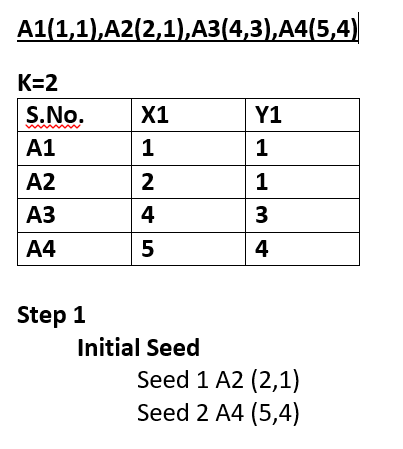 A1(1,1),A2(2,1),A3(4,3),A4(5,4)
K=2
S.No. X1 Y1
A1 1 1
A2 2 1
A3 4 3
A4 5 4
Step 1
Initial Seed
Seed 1 A2 (2,1)
Seed 2 A4 (5,4)